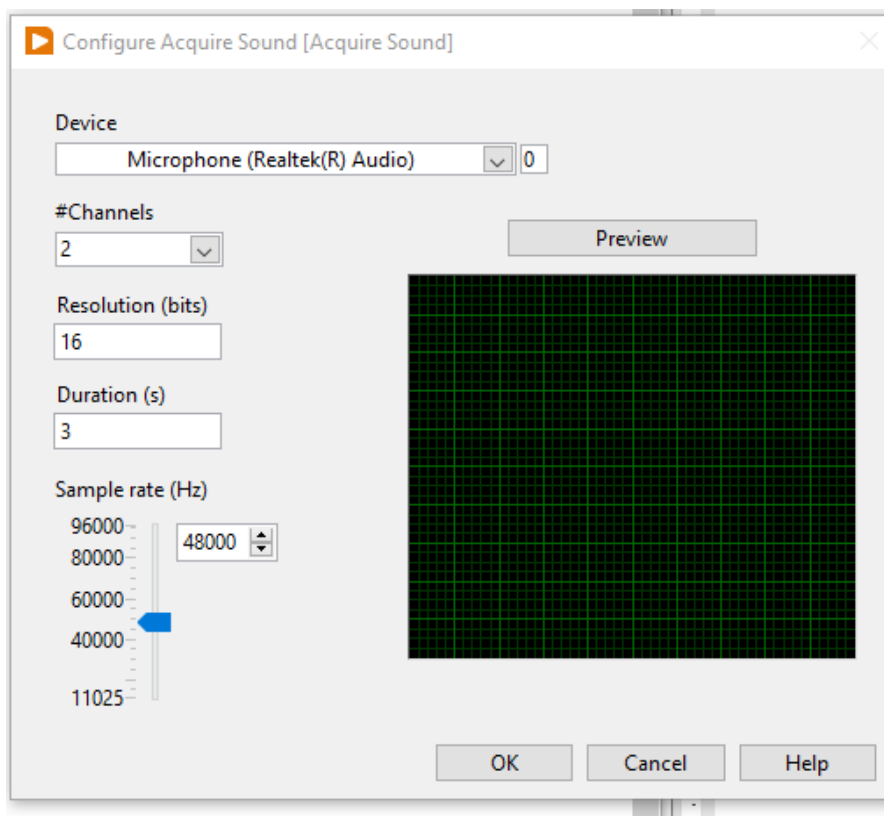 Configure Acquire Sound [Acquire Sound]
Device
Microphone (Realtek(R) Audio)
0
#Channels
2
Preview
Resolution (bits)
16
Duration (s)
3
Sample rate (Hz)
96000
48000
80000
60000
40000
11025
OK
Cancel
Help